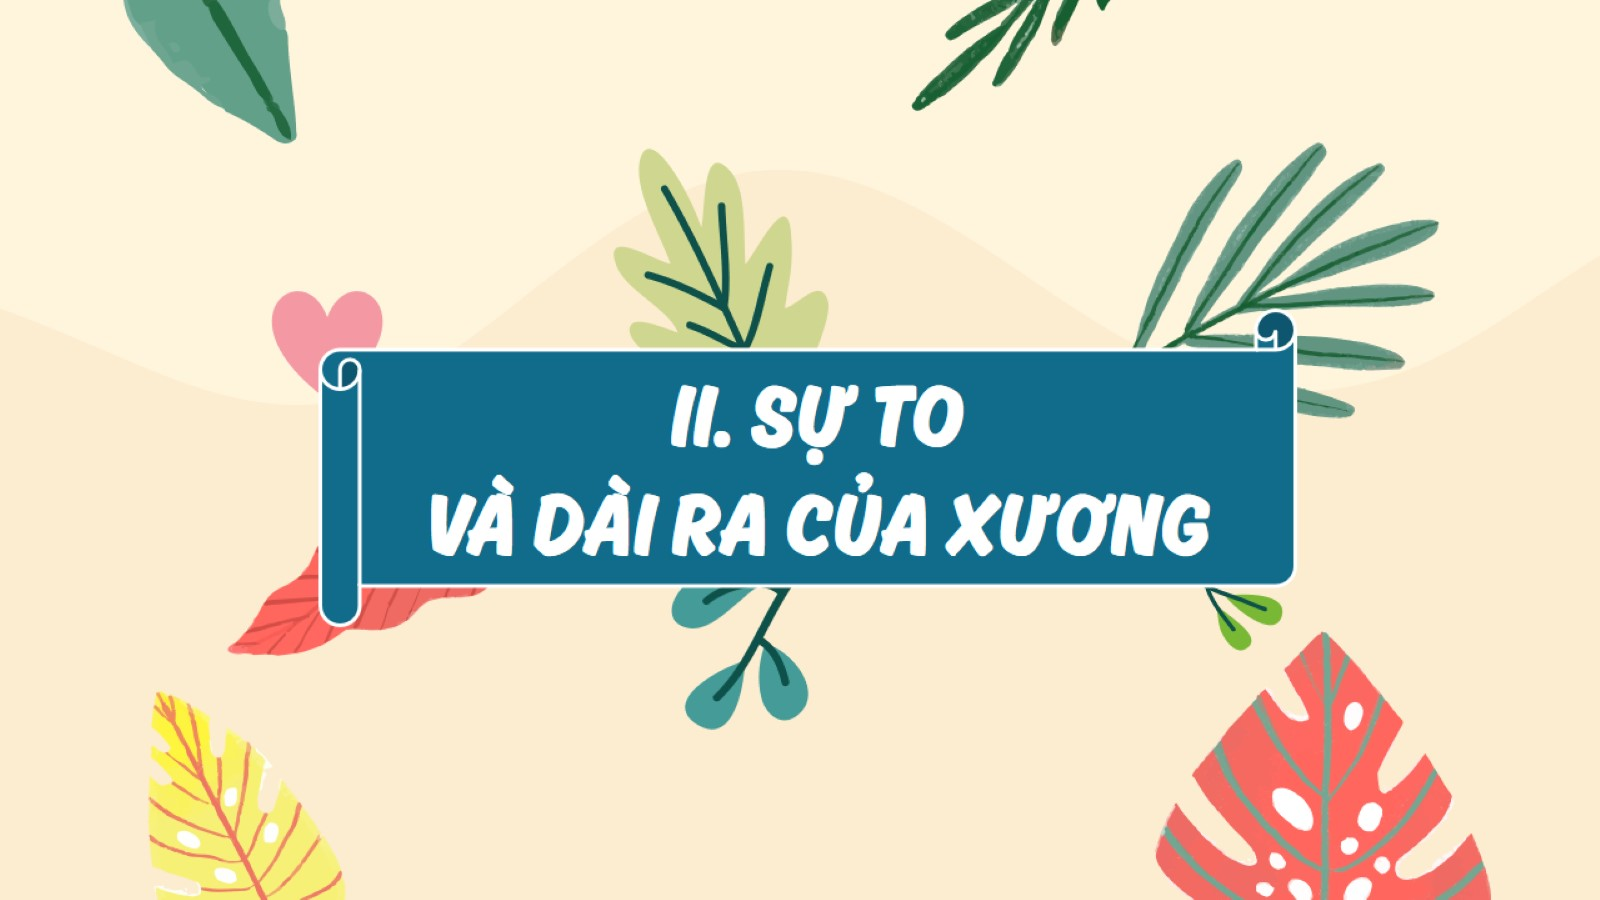 II. SỰ TO
VÀ DÀI RA CỦA XƯƠNG